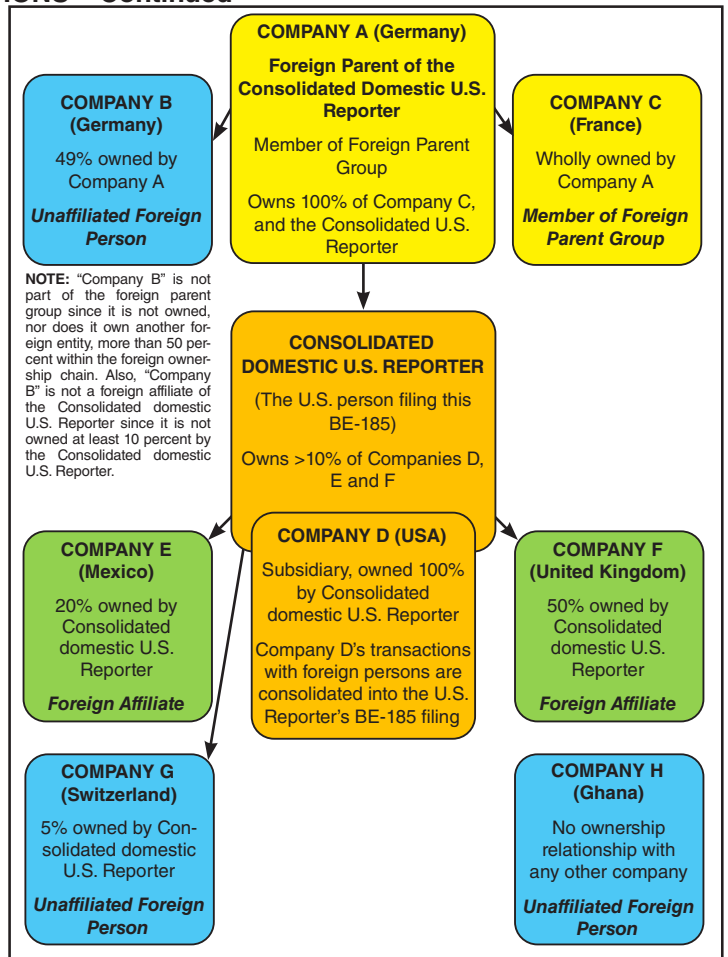 COMPANY A (Germany)
Foreign Parent of the
Consolidated Domestic U.S.
Reporter
Member of Foreign Parent
Group
Owns 100% of Company C,
and the Consolidated U.S.
Reporter
COMPANY B
(Germany)
49% owned by
Company A
Unaffiliated Foreign
Person
COMPANY C
(France)
Wholly owned by
Company A
Member of Foreign
Parent Group
NOTE: “Company B” is not
part of the foreign parent
group since it is not owned,
nor does it own another for-
eign entity, more than 50 per-
cent within the foreign owner-
ship chain. Also, “Company
B” is not a foreign affiliate of
the Consolidated domestic
U.S. Reporter since it is not
owned at least 10 percent by
the Consolidated domestic
U.S. Reporter.
CONSOLIDATED
DOMESTIC U.S. REPORTER
(The U.S. person filing this
BE-185)
Owns >10% of Companies D,
E and F
COMPANY E
(Mexico)
20% owned by
Consolidated
domestic U.S.
Reporter
Foreign Affiliate
COMPANY D (USA)
Subsidiary, owned 100%
by Consolidated
domestic U.S. Reporter
Company D’s transactions
with foreign persons are
consolidated into the U.S.
Reporter’s BE-185 filing
COMPANY F
(United Kingdom)
50% owned by
Consolidated
domestic U.S.
Reporter
Foreign Affiliate
COMPANY G
(Switzerland)
5% owned by Con-
solidated domestic
U.S. Reporter
Unaffiliated Foreign
Person
COMPANY H
(Ghana)
No ownership
relationship with
any other company
Unaffiliated Foreign
Person